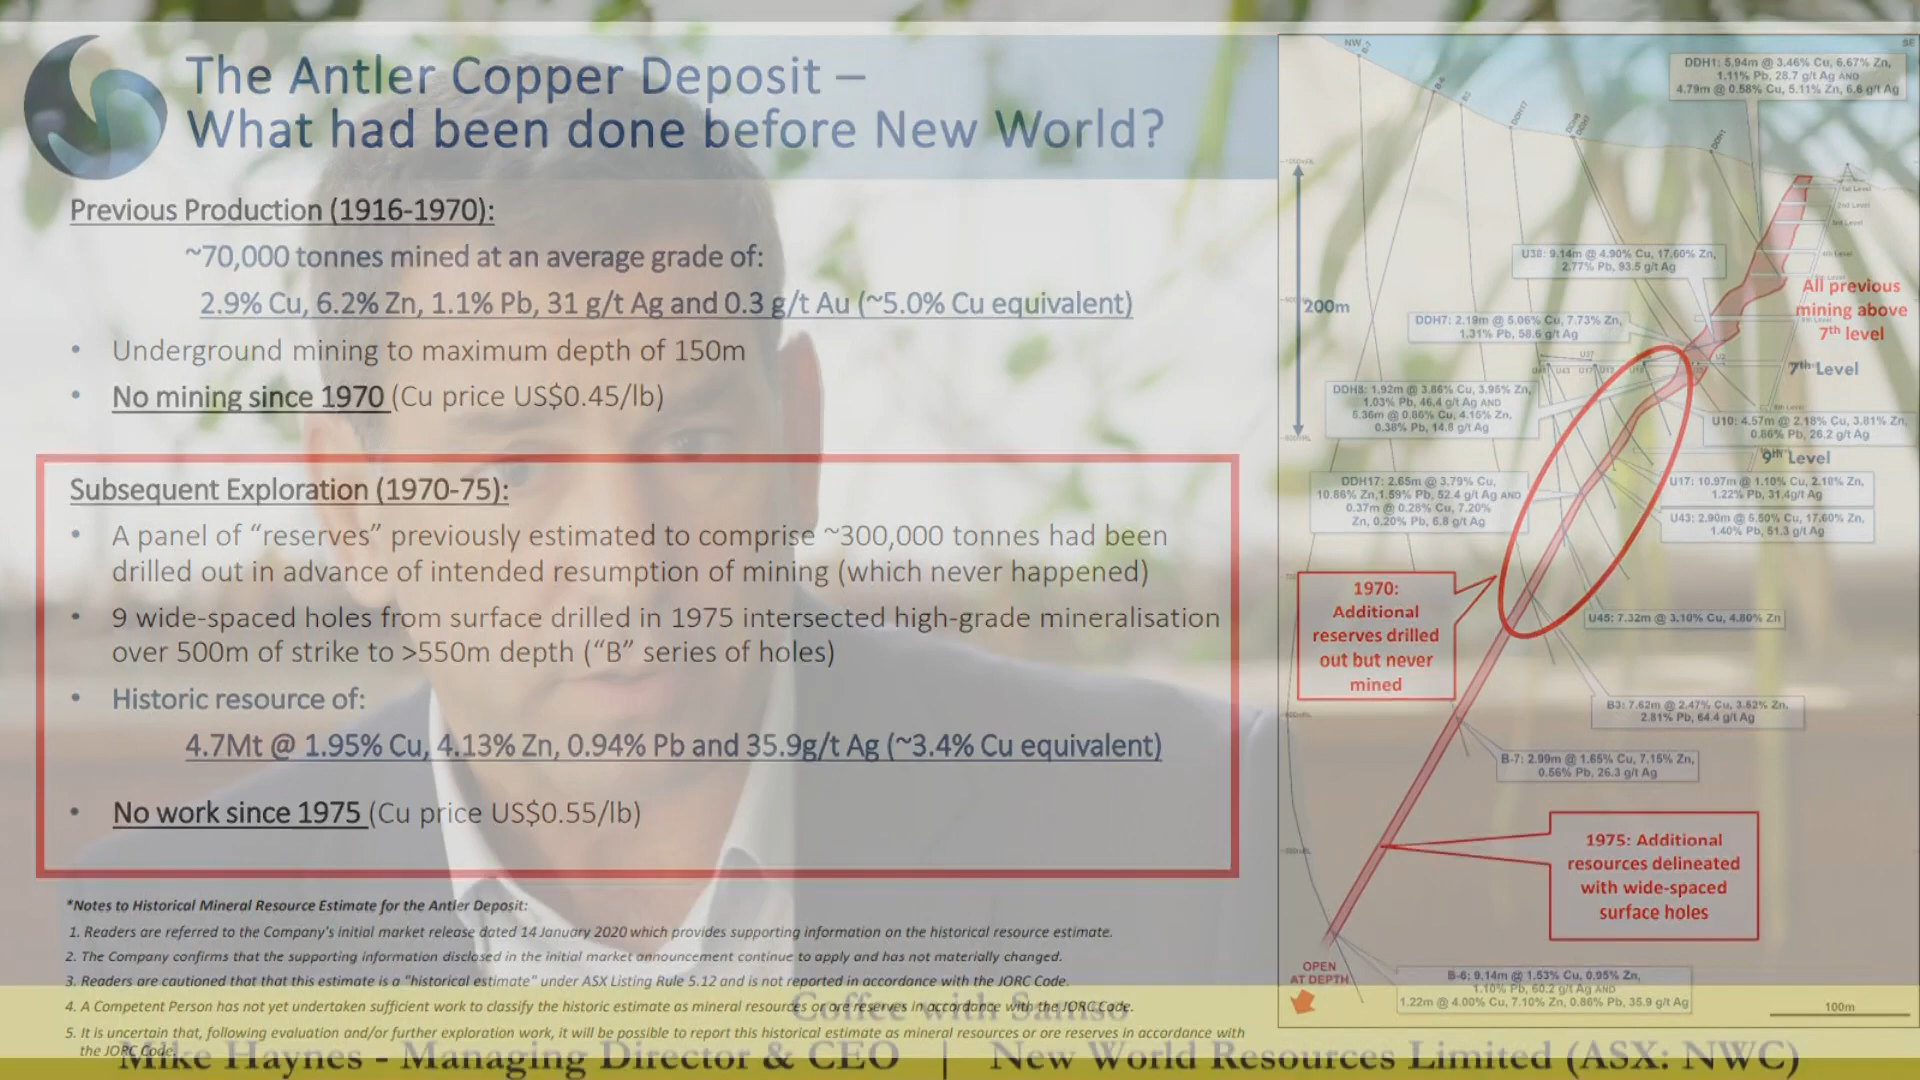 The Antler Copper Deposit –
What had been done before New World?
Previous Production (1916-1970):
~70,000 tonnes mined at an average grade of:
2.9% Cu, 6.2% Zn, 1.1% Pb, 31 g/t Ag and 0.3 g/t Au (~5.0% Cu equivalent)
• Underground mining to maximum depth of 150m
• No mining since 1970 (Cu price US$0.45/lb)
Subsequent Exploration (1970-75):
• A panel of “reserves” previously estimated to comprise ~300,000 tonnes had been
drilled out in advance of intended resumption of mining (which never happened)
• 9 wide-spaced holes from surface drilled in 1975 intersected high-grade mineralisation
over 500m of strike to >550m depth (“B” series of holes)
• Historic resource of:
4.7Mt @ 1.95% Cu, 4.13% Zn, 0.94% Pb and 35.9g/t Ag (~3.4% Cu equivalent)
• No work since 1975 (Cu price US$0.55/lb)
*Notes to Historical Mineral Resource Estimate for the Antler Deposit:
1. Readers are referred to the Company's initial market release dated 14 January 2020 which provides supporting information on the historical resource estimate.
2. The Company confirms that the supporting information disclosed in the initial market announcement continue to apply and has not materially changed.
3. Readers are cautioned that that this estimate is a "historical estimate" under ASX Listing Rule 5.12 and is not reported in accordance with the JORC Code.
4. A Competent Person has not yet undertaken sufficient work to classify the historic estimate as mineral resources or ore reserves in accordance with the JORC Code.
5. It is uncertain that, following evaluation and/or further exploration work, it will be possible to report this historical estimate as mineral resources or ore reserves in accordance with
the JORC Code.
NW
SE
B-7
B-6
B3
DDH17
DDH8
DDH7
DDH1
DDH1: 5.94m @ 3.46% Cu, 6.67% Zn,
1.11% Pb, 28.7 g/t Ag AND
4.79m @ 0.58% Cu, 5.11% Zn, 6.6 g/t Ag
1st Level
2nd Level
3rd Level
4th Level
U38: 9.14m @ 4.90% Cu, 17.60% Zn,
2.77% Pb, 93.5 g/t Ag
All previous
mining above
7th level
200m
DDH7: 2.19m @ 5.06% Cu, 7.73% Zn,
1.31% Pb, 58.6 g/t Ag
7th Level
DDH8: 1.92m @ 3.86% Cu, 3.95% Zn,
1.03% Pb, 46.4 g/t Ag AND
5.36m @ 0.86% Cu, 4.15% Zn,
0.38% Pb, 14.8 g/t Ag
U10: 4.57m @ 2.18% Cu, 3.81% Zn,
0.86% Pb, 26.2 g/t Ag
9th Level
DDH17: 2.65m @ 3.79% Cu,
10.86% Zn,1.59% Pb, 52.4 g/t Ag AND
0.37m @ 0.28% Cu, 7.20%
Zn, 0.20% Pb, 6.8 g/t Ag
U17: 10.97m @ 1.10% Cu, 2.18% Zn,
1.22% Pb, 31.4g/t Ag
U43: 2.90m @ 5.50% Cu, 17.60% Zn,
1.40% Pb, 51.3 g/t Ag
1970:
Additional
reserves drilled
out but never
mined
U45: 7.32m @ 3.10% Cu, 4.80% Zn
B3: 7.62m @ 2.47% Cu, 3.62% Zn,
2.81% Pb, 64.4 g/t Ag
B-7: 2.99m @ 1.65% Cu, 7.15% Zn,
0.56% Pb, 26.3 g/t Ag
1975: Additional
resources delineated
with wide-spaced
surface holes
OPEN
AT DEPTH
B-6: 9.14m @ 1.53% Cu, 0.95% Zn,
1.10% Pb, 60.2 g/t Ag AND
1.22m @ 4.00% Cu, 7.10% Zn, 0.86% Pb, 35.9 g/t Ag
100m
Coffee with Samso
Mike Haynes - Managing Director & CEO | New World Resources Limited (ASX: NWC)